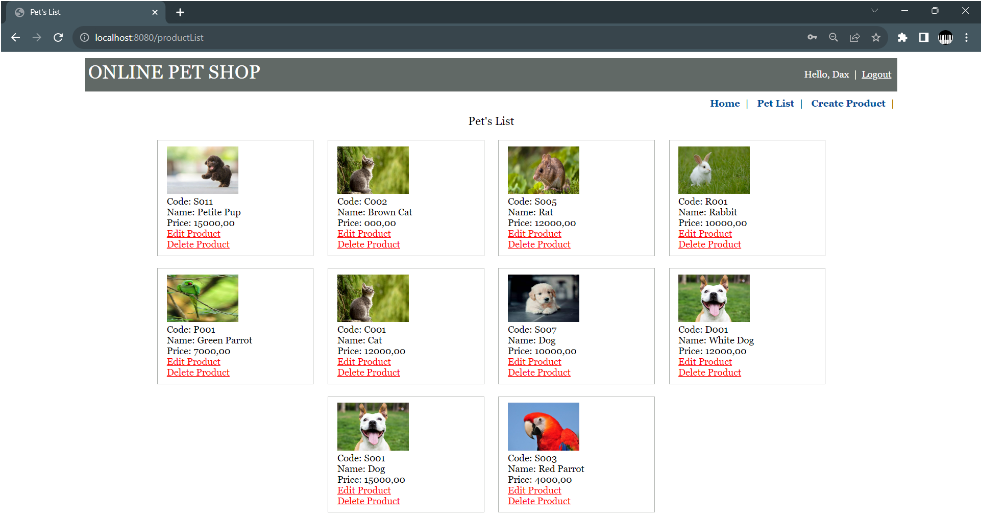 Pet's List
localhost:8080/productList
ONLINE PET SHOP
Hello, Dax | Logout
Home | Pet List | Create Product |
Pet's List
Code: S011
Name: Petite Pup
Price: 15000,00
Edit Product
Delete Product
Code: C002
Name: Brown Cat
Price: 000,00
Edit Product
Delete Product
Code: S005
Name: Rat
Price: 12000,00
Edit Product
Delete Product
Code: R001
Name: Rabbit
Price: 10000,00
Edit Product
Delete Product
Code: P001
Name: Green Parrot
Price: 7000,00
Edit Product
Delete Product
Code: C001
Name: Cat
Price: 12000,00
Edit Product
Delete Product
Code: S007
Name: Dog
Price: 10000,00
Edit Product
Delete Product
Code: D001
Name: White Dog
Price: 12000,00
Edit Product
Delete Product
Code: S001
Name: Dog
Price: 15000,00
Edit Product
Delete Product
Code: S003
Name: Red Parrot
Price: 4000,00
Edit Product
Delete Product